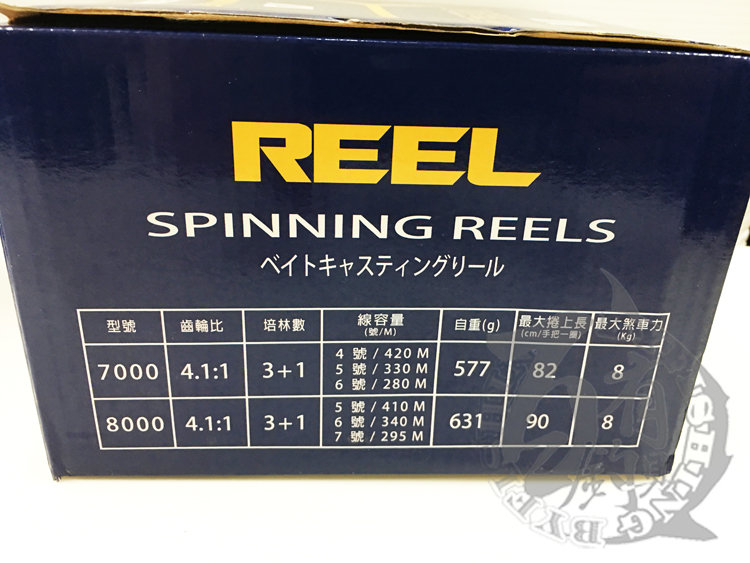 REEL
SPINNING REELS
ベイトキャスティングリール
型號 齒輪比 培林數 線容量 (號/M) 自重(g) 最大捲上長 (cm/手把一圈) 最大煞車力 (Kg)
7000 4.1:1 3+1 4 號 / 420 M 577 82 8
5 號 / 330 M
6 號 / 280 M
8000 4.1:1 3+1 5 號 / 410 M 631 90 8
6 號 / 340 M
7 號 / 295 M